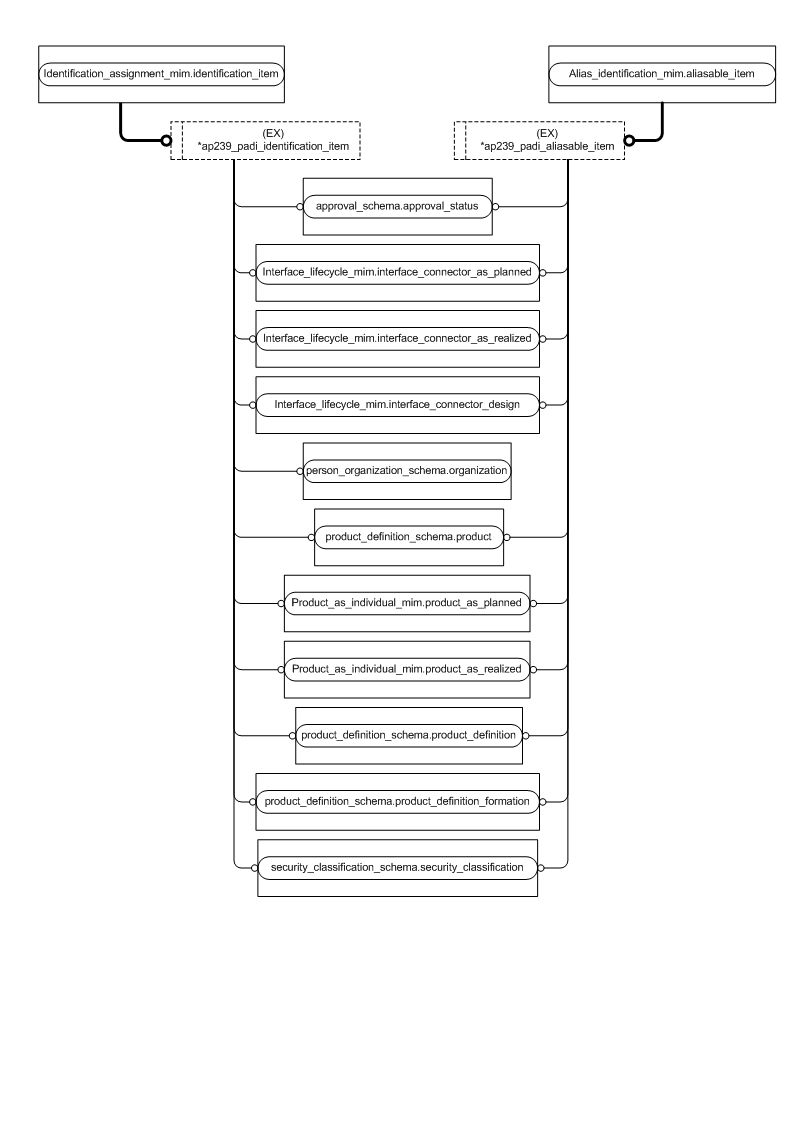 Identification_assignment_mim.identification_item
Alias_identification_mim.aliasable_item
(EX)
*ap239_padi_identification_item
(EX)
*ap239_padi_aliasable_item
approval_schema.approval_status
Interface_lifecycle_mim.interface_connector_as_planned
Interface_lifecycle_mim.interface_connector_as_realized
Interface_lifecycle_mim.interface_connector_design
person_organization_schema.organization
product_definition_schema.product
Product_as_individual_mim.product_as_planned
Product_as_individual_mim.product_as_realized
product_definition_schema.product_definition
product_definition_schema.product_definition_formation
security_classification_schema.security_classification